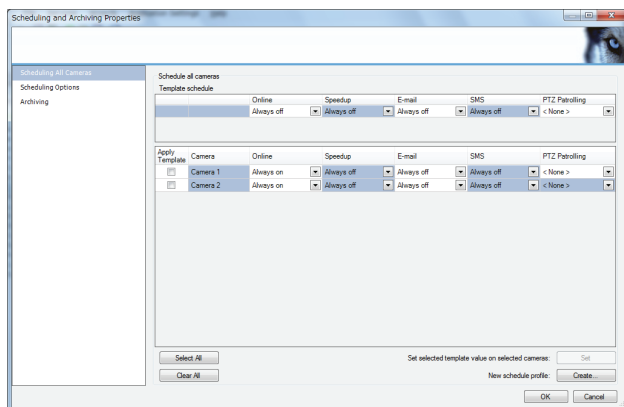 Scheduling and Archiving Properties
Scheduling All Cameras
Scheduling Options
Archiving
Schedule all cameras
Template schedule
Online Speedup E-mail SMS PTZ Patrolling
Always off Always off Always off Always off < None >
Apply Template Camera Online Speedup E-mail SMS PTZ Patrolling
Camera 1 Always on Always off Always off Always off < None >
Camera 2 Always on Always off Always off Always off < None >
Select All Set selected template value on selected cameras: Set
Clear All New schedule profile: Create...
OK Cancel